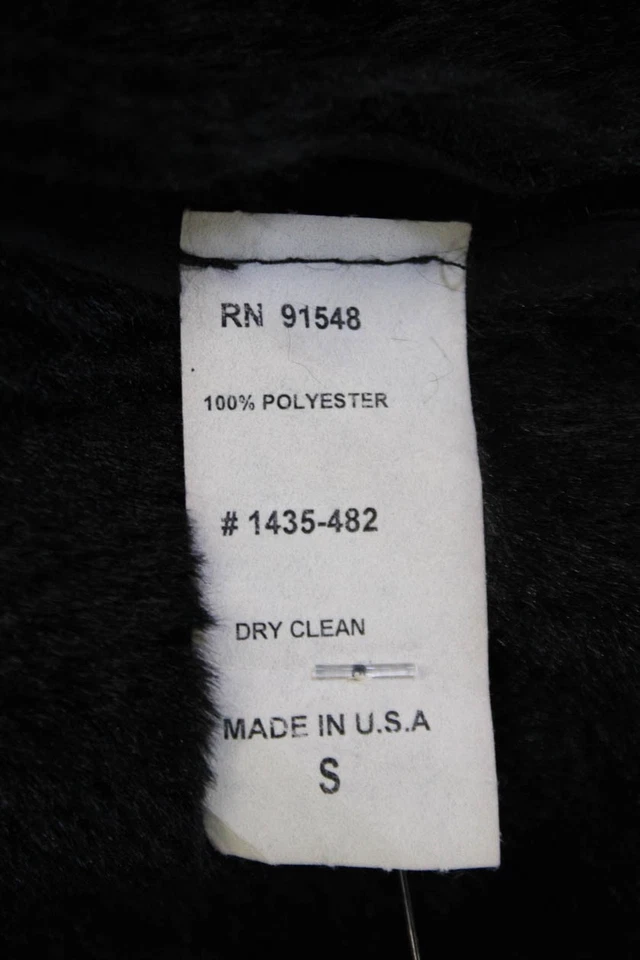 RN 91548
100% POLYESTER
# 1435-482
DRY CLEAN
MADE IN U.S.A
S